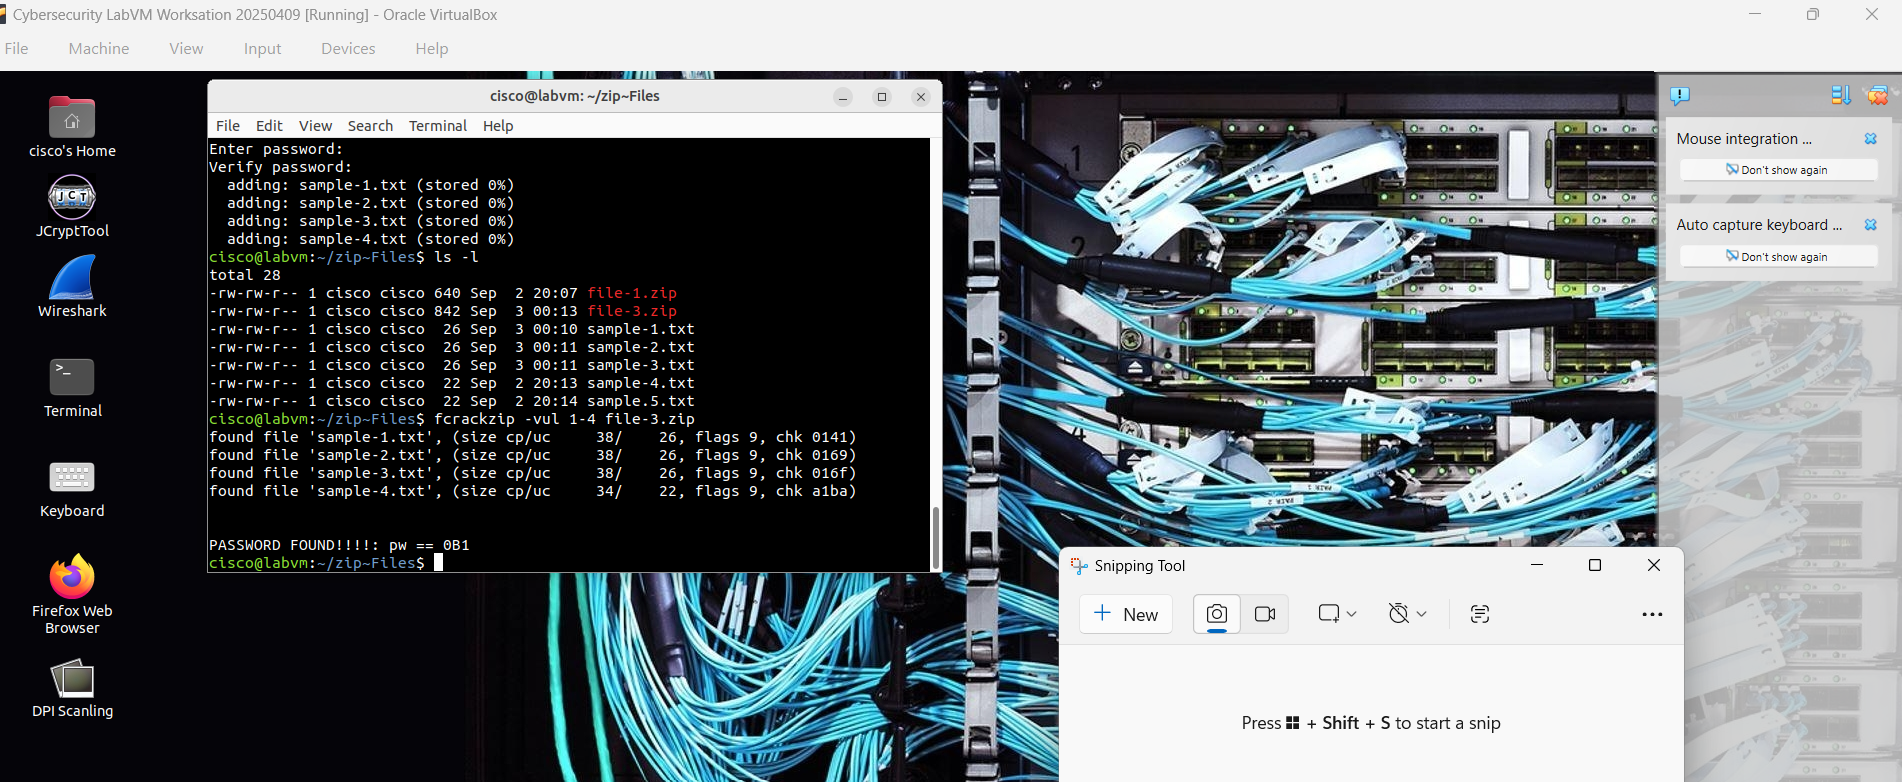 Cybersecurity LabVM Worksation 20250409 [Running] - Oracle VirtualBox
File Machine View Input Devices Help
cisco's Home
JCryptTool
Wireshark
Terminal
Keyboard
Firefox Web
Browser
DPI Scanling
cisco@labvm: ~/zip~Files
File Edit View Search Terminal Help
Enter password:
Verify password:
  adding: sample-1.txt (stored 0%)
  adding: sample-2.txt (stored 0%)
  adding: sample-3.txt (stored 0%)
  adding: sample-4.txt (stored 0%)
cisco@labvm:~/zip~Files$ ls -l
total 28
-rw-rw-r-- 1 cisco cisco 640 Sep  2 20:07 file-1.zip
-rw-rw-r-- 1 cisco cisco 842 Sep  3 00:13 file-3.zip
-rw-rw-r-- 1 cisco cisco  26 Sep  3 00:10 sample-1.txt
-rw-rw-r-- 1 cisco cisco  26 Sep  3 00:11 sample-2.txt
-rw-rw-r-- 1 cisco cisco  26 Sep  3 00:11 sample-3.txt
-rw-rw-r-- 1 cisco cisco  22 Sep  2 20:13 sample-4.txt
-rw-rw-r-- 1 cisco cisco  22 Sep  2 20:14 sample.5.txt
cisco@labvm:~/zip~Files$ fcrackzip -vul 1-4 file-3.zip
found file 'sample-1.txt', (size cp/uc     38/    26, flags 9, chk 0141)
found file 'sample-2.txt', (size cp/uc     38/    26, flags 9, chk 0169)
found file 'sample-3.txt', (size cp/uc     38/    26, flags 9, chk 016f)
found file 'sample-4.txt', (size cp/uc     34/    22, flags 9, chk a1ba)
PASSWORD FOUND!!!!: pw == 0B1
cisco@labvm:~/zip~Files$
Mouse integration ...
Don't show again
Auto capture keyboard ...
Don't show again
Snipping Tool
New
Press + Shift + S to start a snip